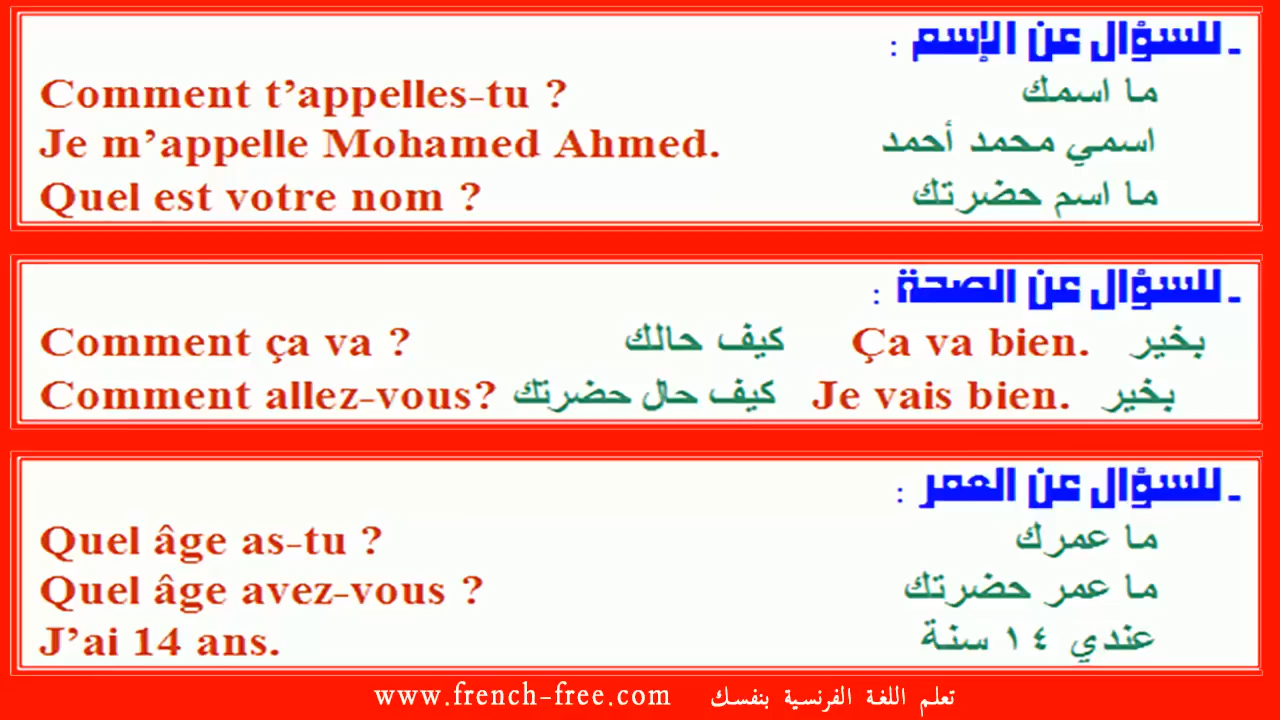 ـ للسؤال عن الإسم :
Comment t’appelles-tu ? ما اسمك
Je m’appelle Mohamed Ahmed. اسمي محمد أحمد
Quel est votre nom ? ما اسم حضرتك
ـ للسؤال عن الصحة :
Comment ça va ? كيف حالك Ça va bien. بخير
Comment allez-vous? كيف حال حضرتك Je vais bien. بخير
ـ للسؤال عن العمر :
Quel âge as-tu ? ما عمرك
Quel âge avez-vous ? ما عمر حضرتك
J’ai 14 ans. عندي ١٤ سنة
www.french-free.com تعلم اللغة الفرنسية بنفسك